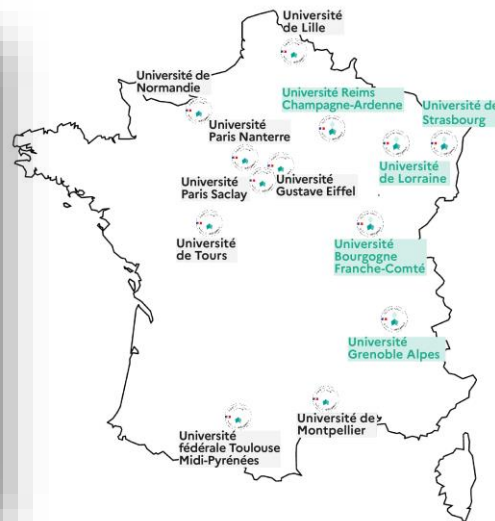 Université
de Lille
Université de
Normandie
Université Reims
Champagne-Ardenne
Université de
Strasbourg
Université
Paris Nanterre
Université
de Lorraine
Université
Paris Saclay
Université
Gustave Eiffel
Université
de Tours
Université
Bourgogne
Franche-Comté
Université
Grenoble Alpes
Université de
Montpellier
Université
fédérale Toulouse
Midi-Pyrénées